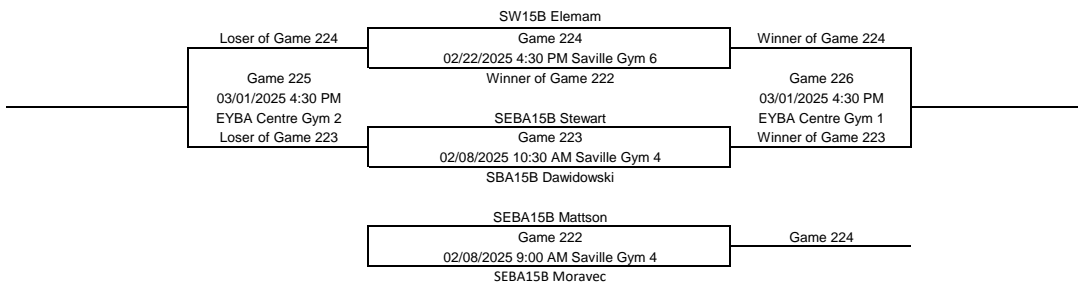 SW15B Elemam
Loser of Game 224
Game 224
Winner of Game 224
02/22/2025 4:30 PM Saville Gym 6
Game 225
Winner of Game 222
Game 226
03/01/2025 4:30 PM
03/01/2025 4:30 PM
EYBA Centre Gym 2
SEBA15B Stewart
EYBA Centre Gym 1
Loser of Game 223
Game 223
Winner of Game 223
02/08/2025 10:30 AM Saville Gym 4
SBA15B Dawidowski
SEBA15B Mattson
Game 222
Game 224
02/08/2025 9:00 AM Saville Gym 4
SEBA15B Moravec